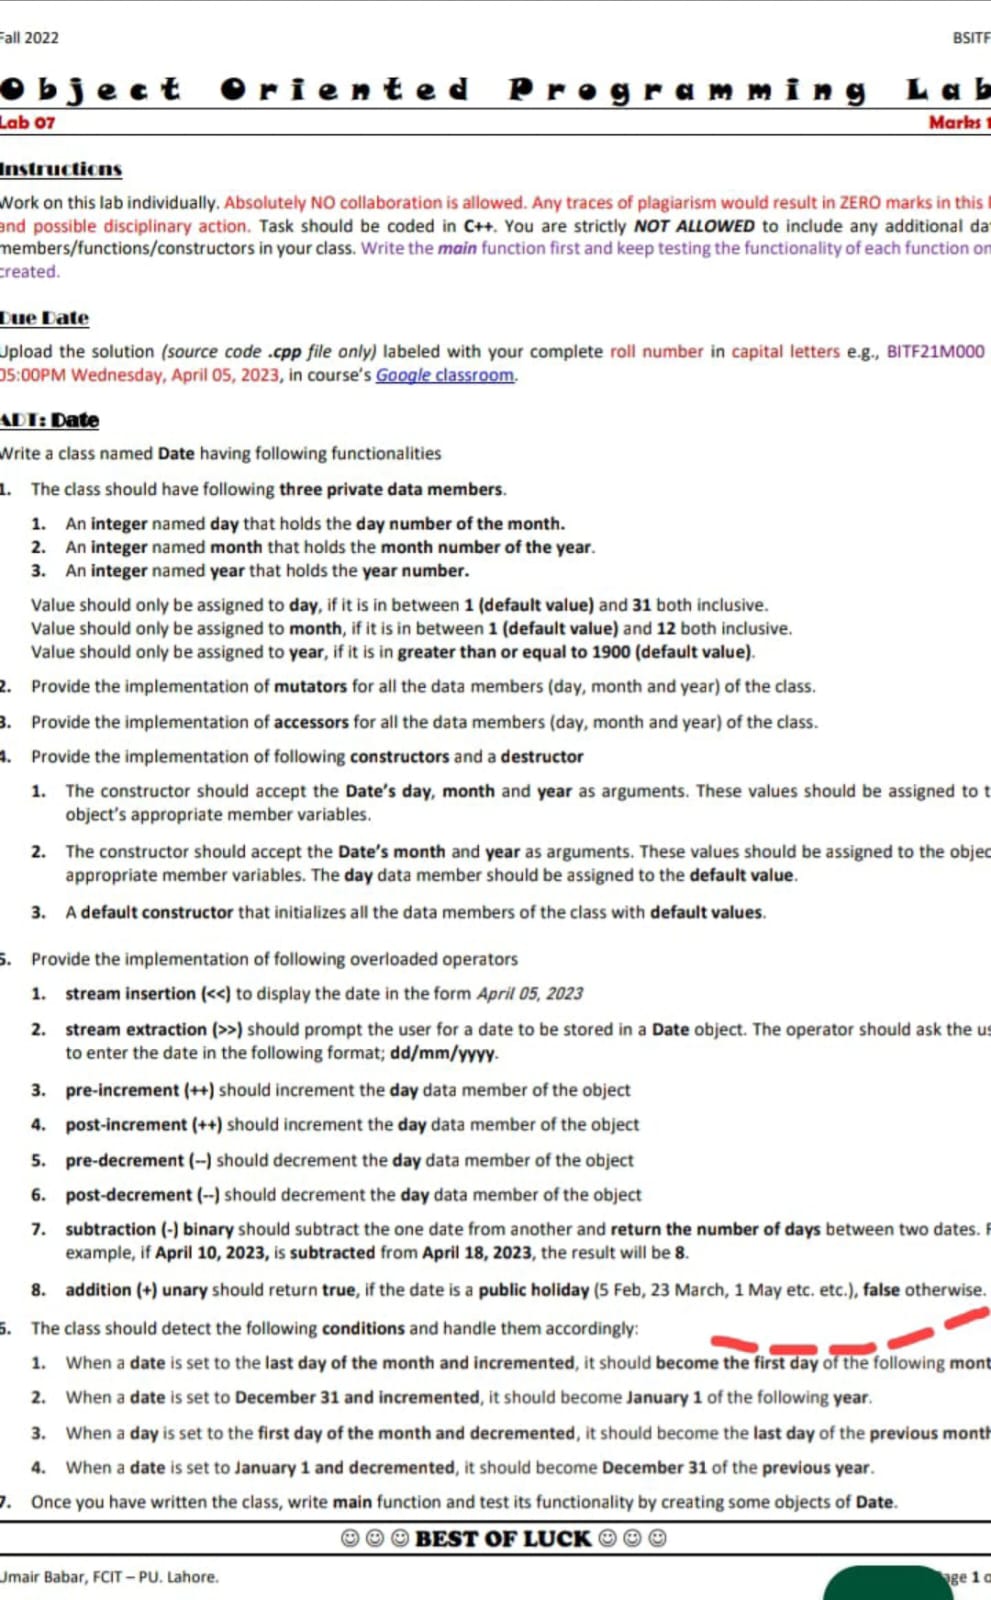 Fall 2022 BSITF
Object Oriented Programming Lab
Lab 07 Marks 1
Instructions
Work on this lab individually. Absolutely NO collaboration is allowed. Any traces of plagiarism would result in ZERO marks in this l
and possible disciplinary action. Task should be coded in C++. You are strictly NOT ALLOWED to include any additional da
members/functions/constructors in your class. Write the main function first and keep testing the functionality of each function on
created.
Due Date
Upload the solution (source code .cpp file only) labeled with your complete roll number in capital letters e.g., BITF21M000
05:00PM Wednesday, April 05, 2023, in course's Google classroom.
ADT: Date
Write a class named Date having following functionalities
1. The class should have following three private data members.
1. An integer named day that holds the day number of the month.
2. An integer named month that holds the month number of the year.
3. An integer named year that holds the year number.
Value should only be assigned to day, if it is in between 1 (default value) and 31 both inclusive.
Value should only be assigned to month, if it is in between 1 (default value) and 12 both inclusive.
Value should only be assigned to year, if it is in greater than or equal to 1900 (default value).
2. Provide the implementation of mutators for all the data members (day, month and year) of the class.
3. Provide the implementation of accessors for all the data members (day, month and year) of the class.
4. Provide the implementation of following constructors and a destructor
1. The constructor should accept the Date's day, month and year as arguments. These values should be assigned to t
object's appropriate member variables.
2. The constructor should accept the Date's month and year as arguments. These values should be assigned to the objec
appropriate member variables. The day data member should be assigned to the default value.
3. A default constructor that initializes all the data members of the class with default values.
5. Provide the implementation of following overloaded operators
1. stream insertion (<<) to display the date in the form April 05, 2023
2. stream extraction (>>) should prompt the user for a date to be stored in a Date object. The operator should ask the us
to enter the date in the following format; dd/mm/yyyy.
3. pre-increment (++) should increment the day data member of the object
4. post-increment (++) should increment the day data member of the object
5. pre-decrement (--) should decrement the day data member of the object
6. post-decrement (--) should decrement the day data member of the object
7. subtraction (-) binary should subtract the one date from another and return the number of days between two dates. F
example, if April 10, 2023, is subtracted from April 18, 2023, the result will be 8.
8. addition (+) unary should return true, if the date is a public holiday (5 Feb, 23 March, 1 May etc. etc.), false otherwise.
6. The class should detect the following conditions and handle them accordingly:
1. When a date is set to the last day of the month and incremented, it should become the first day of the following mont
2. When a date is set to December 31 and incremented, it should become January 1 of the following year.
3. When a day is set to the first day of the month and decremented, it should become the last day of the previous month
4. When a date is set to January 1 and decremented, it should become December 31 of the previous year.
7. Once you have written the class, write main function and test its functionality by creating some objects of Date.
☺ ☺ ☺ BEST OF LUCK ☺ ☺ ☺
Umair Babar, FCIT – PU. Lahore. age 1 o